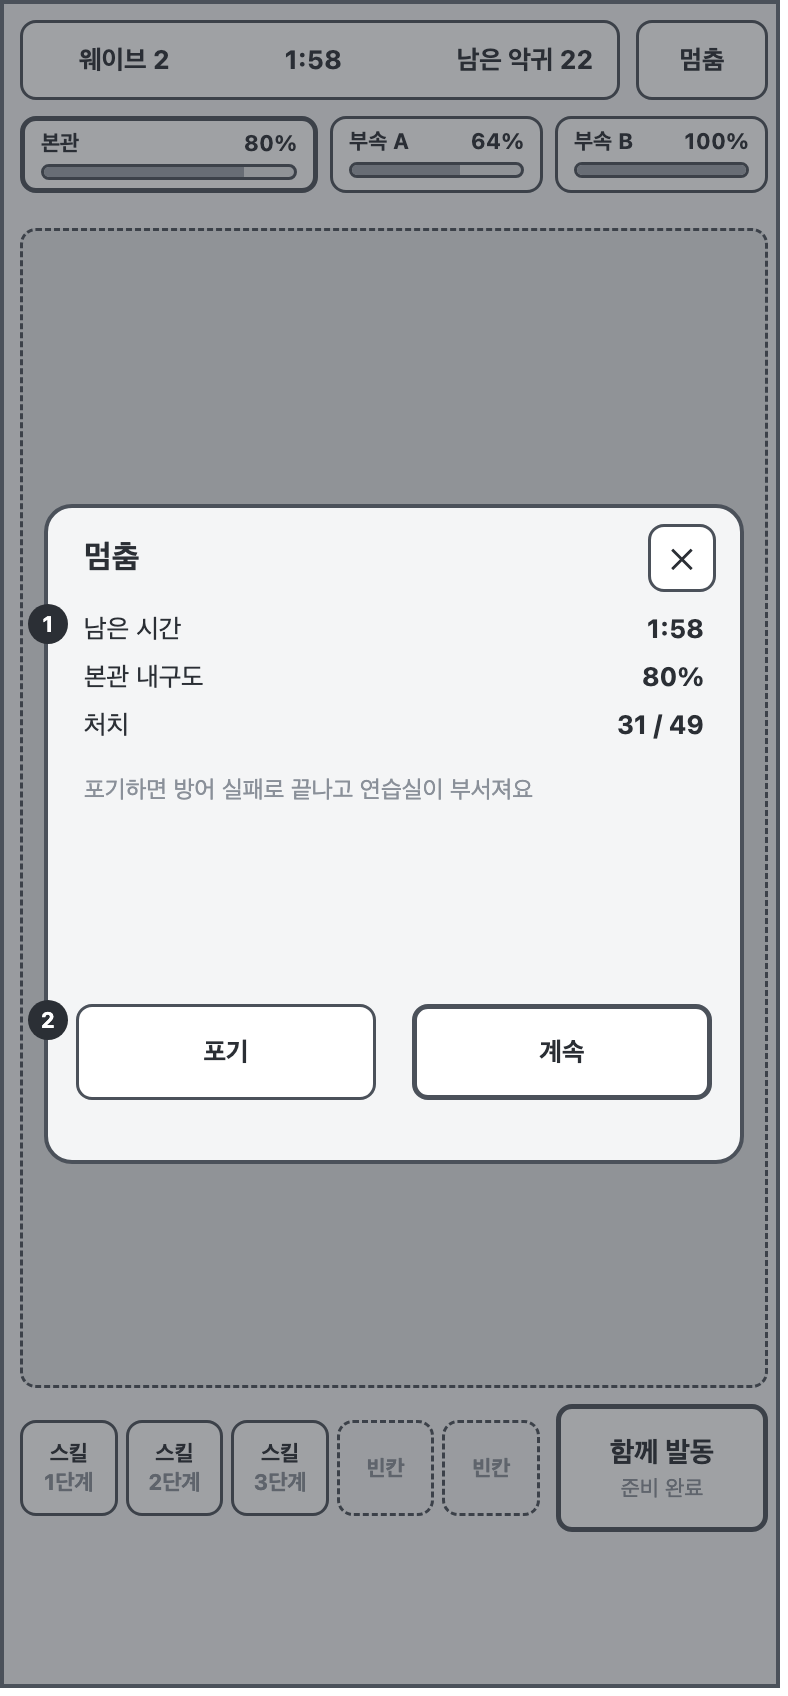 웨이브 2 1:58 남은 악귀 22 멈춤
본관 80% 부속 A 64% 부속 B 100%
멈춤
1 남은 시간 1:58
본관 내구도 80%
처치 31 / 49
포기하면 방어 실패로 끝나고 연습실이 부서져요
2 포기 계속
스킬 스킬 스킬 빈칸 빈칸 함께 발동
1단계 2단계 3단계 준비 완료